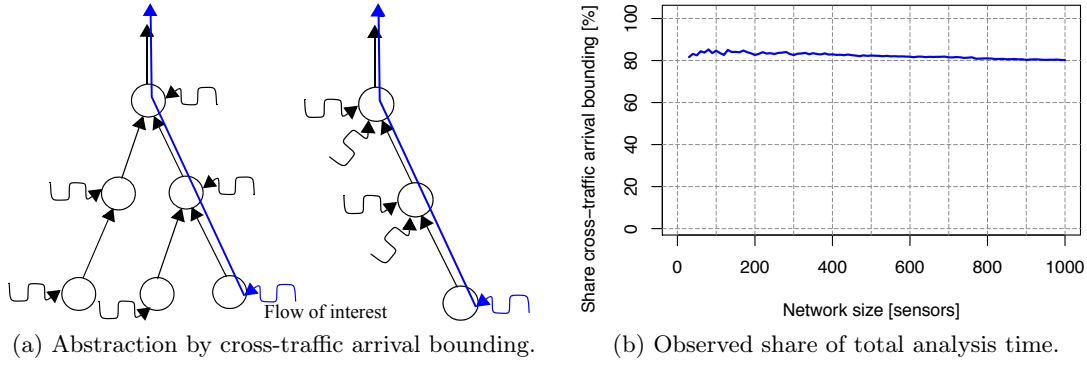 Flow of interest
(a) Abstraction by cross-traffic arrival bounding.
Share cross−traffic arrival bounding [%]
100
80
60
40
20
0
0 200 400 600 800 1000
Network size [sensors]
(b) Observed share of total analysis time.